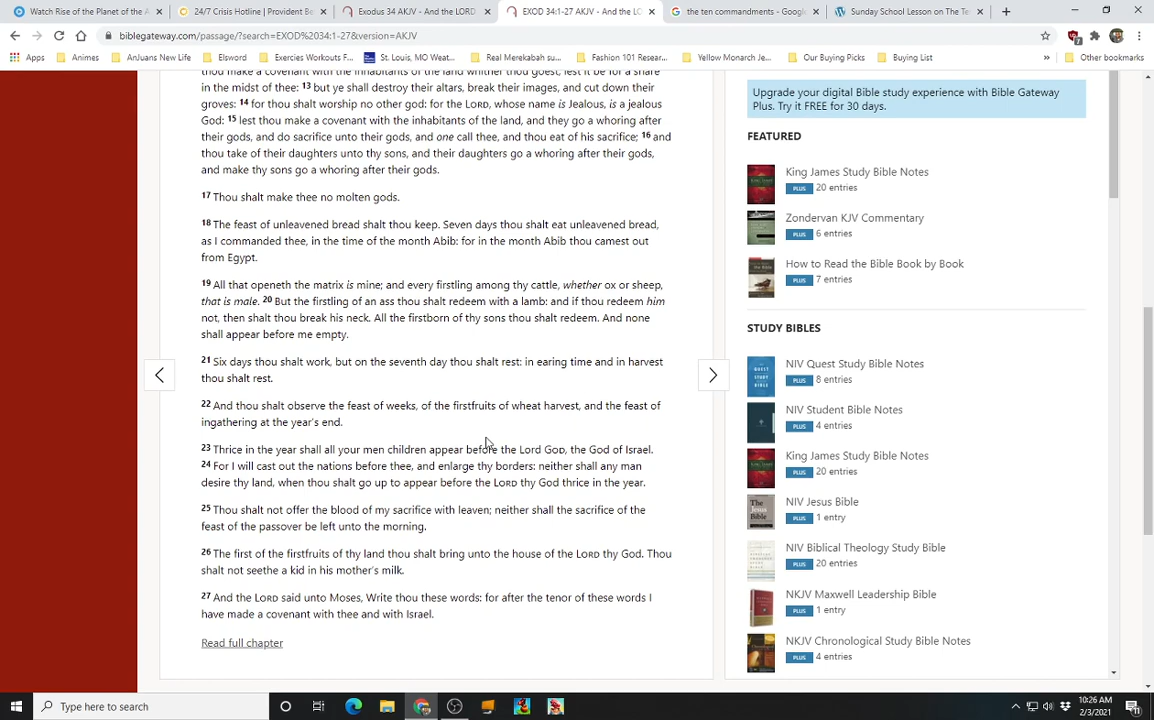 Watch Rise of the Planet of the A
24/7 Crisis Hotline | Provident Be
Exodus 34 AKJV - And the LORD
EXOD 34:1-27 AKJV - And the LO
the ten commandments - Google
Sunday School Lesson on The Te
biblegateway.com/passage/?search=EXOD%2034:1-27&version=AKJV
Apps
Animes
AnJuans New Life
Elsword
Exercies Workouts F...
St. Louis, MO Weat...
Real Merekabah su...
Fashion 101 Resear...
Yellow Monarch Je...
Our Buying Picks
Buying List
»
Other bookmarks
thou make a covenant with the inhabitants of the land whither thou goest, lest it be for a snare
in the midst of thee: 13 but ye shall destroy their altars, break their images, and cut down their
groves: 14 for thou shalt worship no other god: for the LORD, whose name is Jealous, is a jealous
God: 15 lest thou make a covenant with the inhabitants of the land, and they go a whoring after
their gods, and do sacrifice unto their gods, and one call thee, and thou eat of his sacrifice; 16 and
thou take of their daughters unto thy sons, and their daughters go a whoring after their gods,
and make thy sons go a whoring after their gods.
17 Thou shalt make thee no molten gods.
18 The feast of unleavened bread shalt thou keep. Seven days thou shalt eat unleavened bread,
as I commanded thee, in the time of the month Abib: for in the month Abib thou camest out
from Egypt.
19 All that openeth the matrix is mine; and every firstling among thy cattle, whether ox or sheep,
that is male. 20 But the firstling of an ass thou shalt redeem with a lamb: and if thou redeem him
not, then shalt thou break his neck. All the firstborn of thy sons thou shalt redeem. And none
shall appear before me empty.
21 Six days thou shalt work, but on the seventh day thou shalt rest: in earing time and in harvest
thou shalt rest.
22 And thou shalt observe the feast of weeks, of the firstfruits of wheat harvest, and the feast of
ingathering at the year's end.
23 Thrice in the year shall all your men children appear before the Lord GOD, the God of Israel.
24 For I will cast out the nations before thee, and enlarge thy borders: neither shall any man
desire thy land, when thou shalt go up to appear before the LORD thy God thrice in the year.
25 Thou shalt not offer the blood of my sacrifice with leaven; neither shall the sacrifice of the
feast of the passover be left unto the morning.
26 The first of the firstfruits of thy land thou shalt bring unto the house of the LORD thy God. Thou
shalt not seethe a kid in his mother's milk.
27 And the LORD said unto Moses, Write thou these words: for after the tenor of these words I
have made a covenant with thee and with Israel.
Read full chapter
Upgrade your digital Bible study experience with Bible Gateway
Plus. Try it FREE for 30 days.
FEATURED
King James Study Bible Notes
PLUS 20 entries
Zondervan KJV Commentary
PLUS 6 entries
How to Read the Bible Book by Book
PLUS 7 entries
STUDY BIBLES
NIV Quest Study Bible Notes
PLUS 8 entries
NIV Student Bible Notes
PLUS 4 entries
King James Study Bible Notes
PLUS 20 entries
NIV Jesus Bible
PLUS 1 entry
NIV Biblical Theology Study Bible
PLUS 20 entries
NKJV Maxwell Leadership Bible
PLUS 1 entry
NKJV Chronological Study Bible Notes
PLUS 4 entries
Type here to search
10:26 AM
2/3/2021